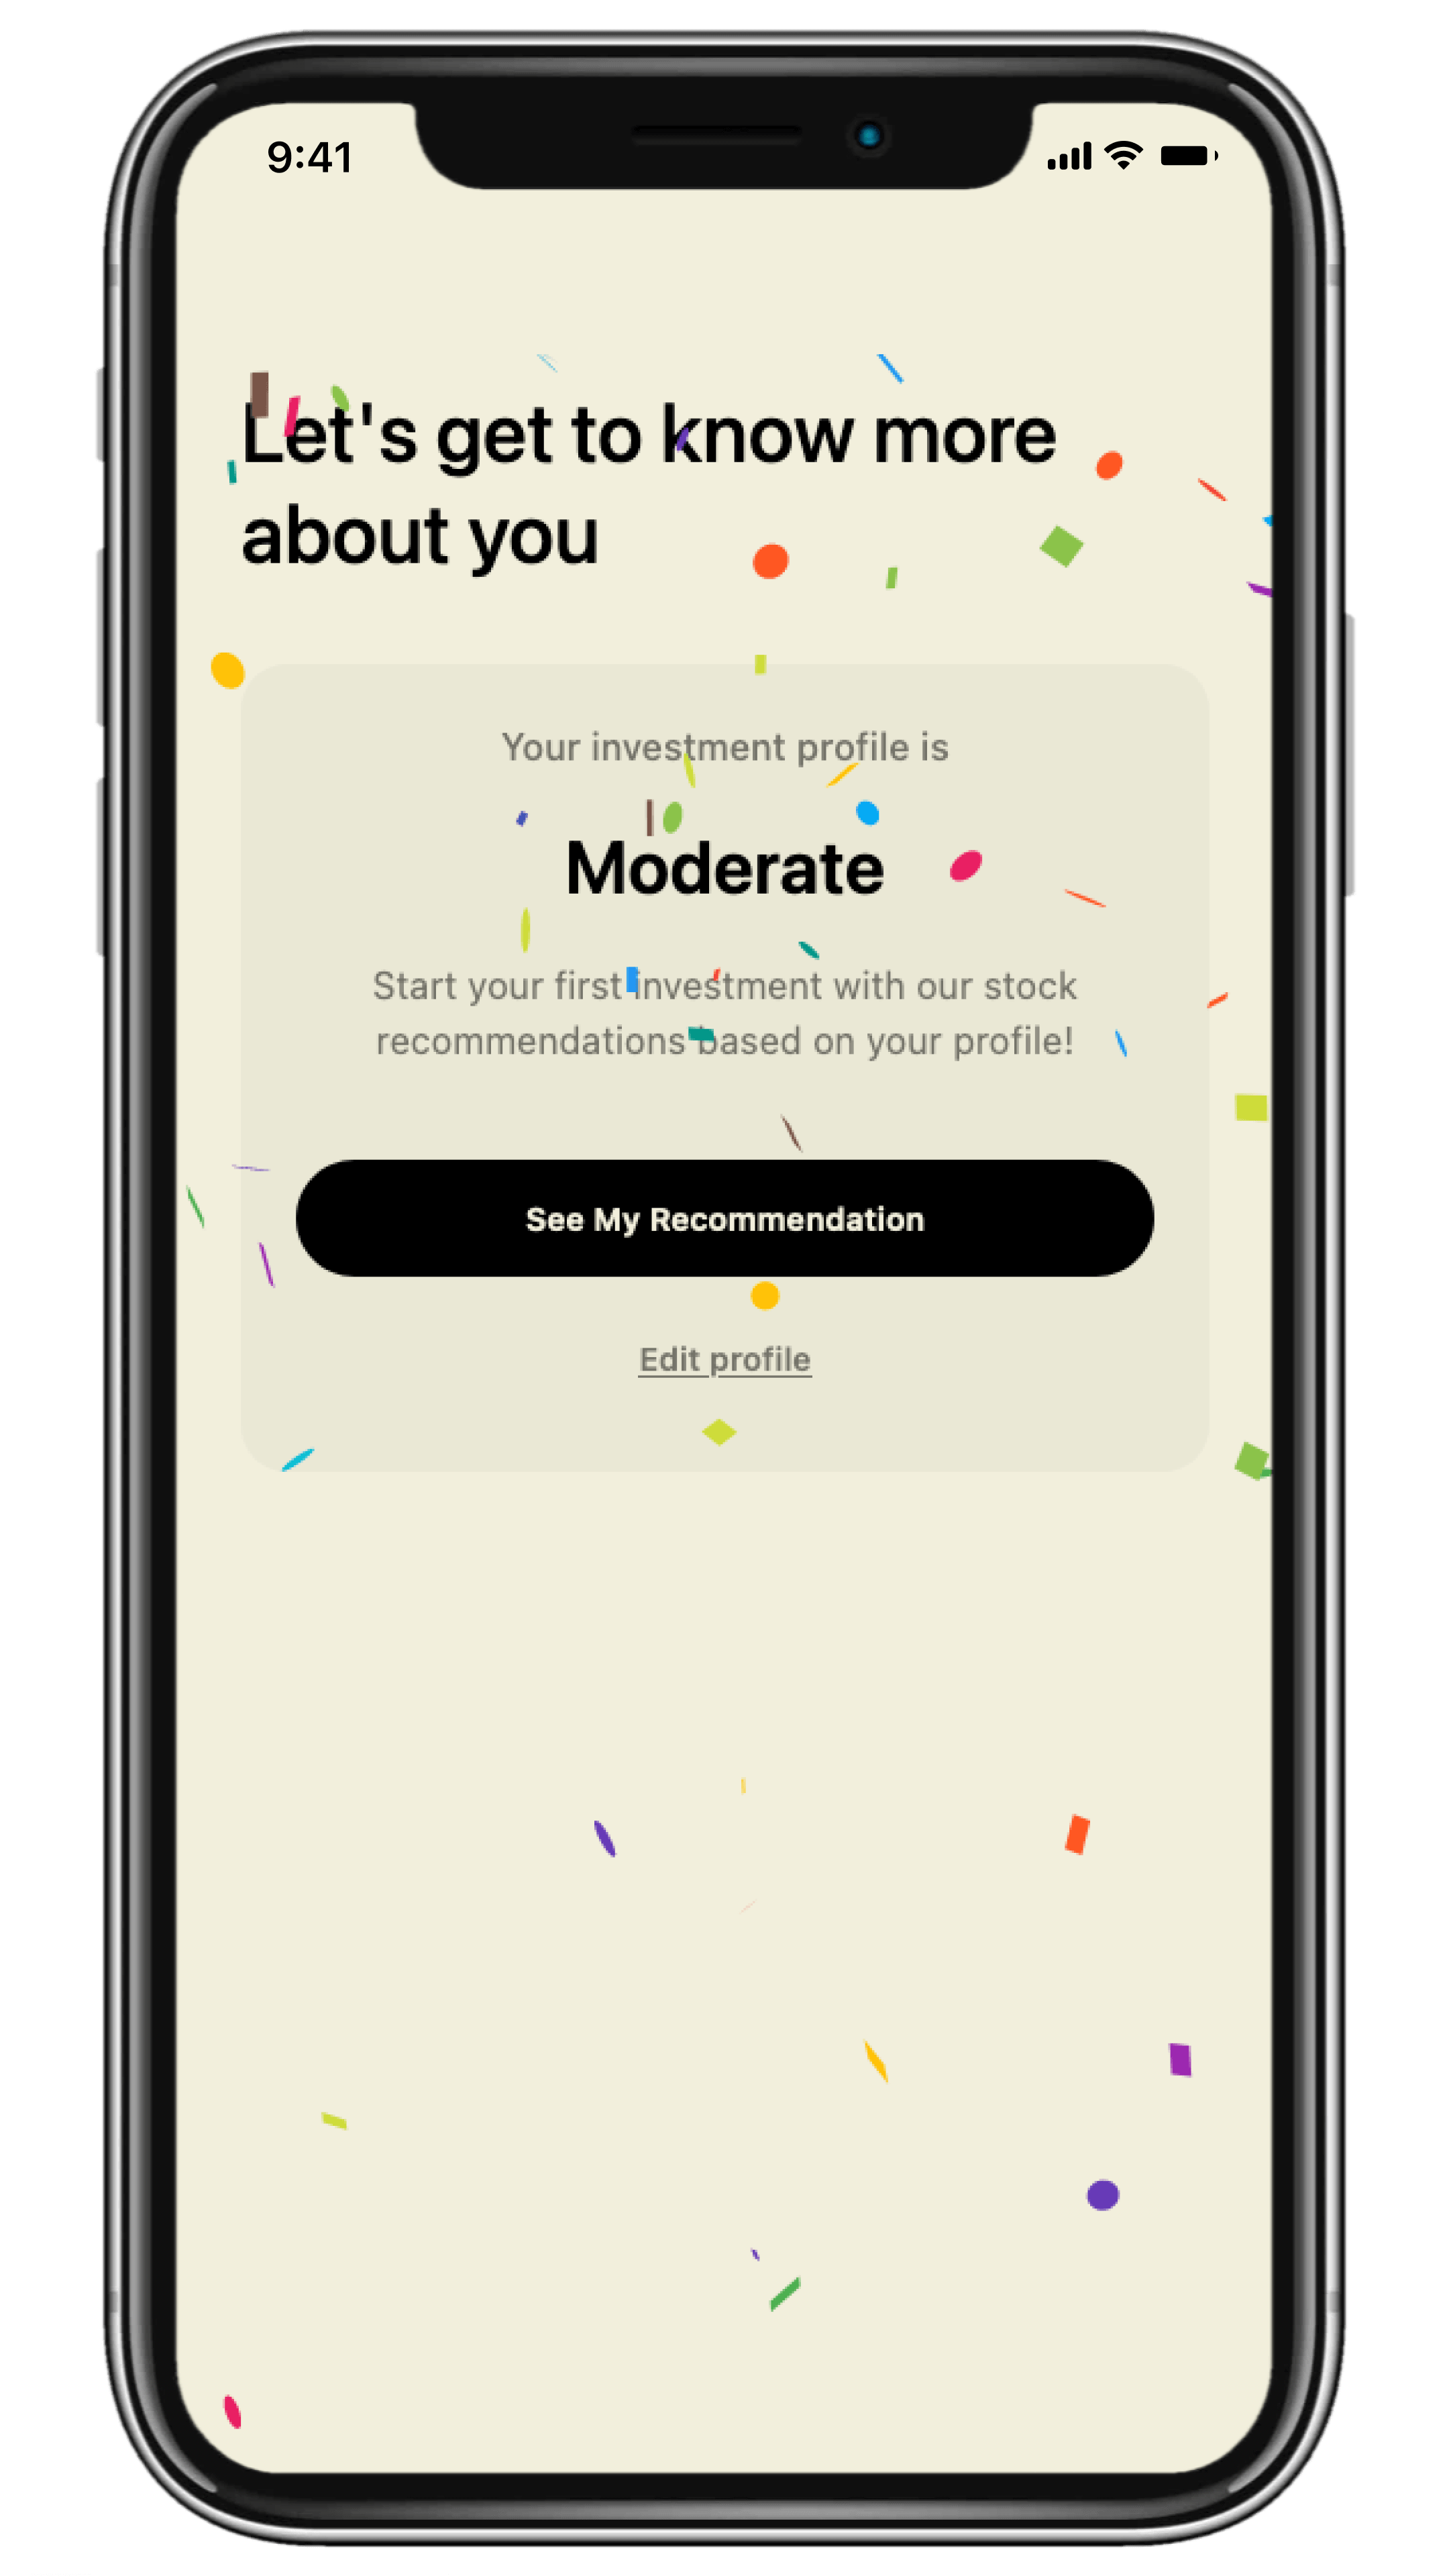 9:41
Let's get to know more
about you
Your investment profile is
Moderate
Start your first investment with our stock
recommendations based on your profile!
See My Recommendation
Edit profile